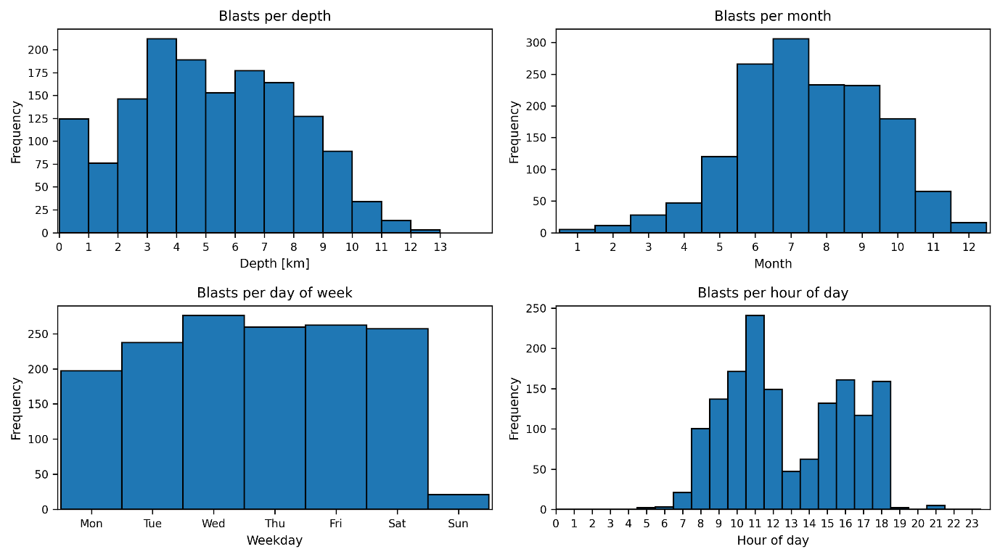 Blasts per depth
Frequency
200
175
150
125
100
75
50
25
0
0 1 2 3 4 5 6 7 8 9 10 11 12 13
Depth [km]
Blasts per month
Frequency
300
250
200
150
100
50
0
1 2 3 4 5 6 7 8 9 10 11 12
Month
Blasts per day of week
Frequency
250
200
150
100
50
0
Mon Tue Wed Thu Fri Sat Sun
Weekday
Blasts per hour of day
Frequency
250
200
150
100
50
0
0 1 2 3 4 5 6 7 8 9 10 11 12 13 14 15 16 17 18 19 20 21 22 23
Hour of day